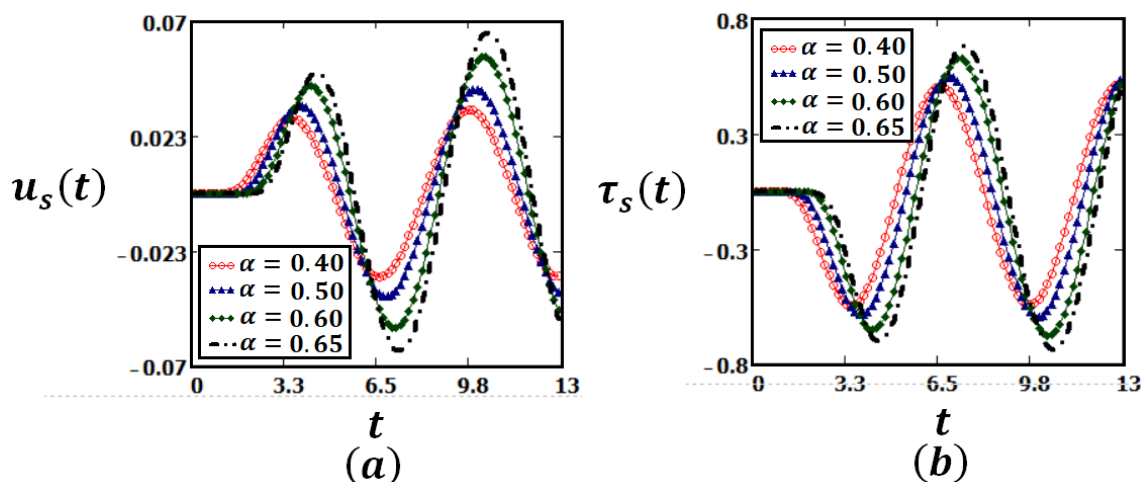 0.07
0.023
-0.023
-0.07
u_s(t)
α = 0.40
α = 0.50
α = 0.60
α = 0.65
0 3.3 6.5 9.8 13
t
(a)
0.8
0.3
-0.3
-0.8
τ_s(t)
α = 0.40
α = 0.50
α = 0.60
α = 0.65
0 3.3 6.5 9.8 13
t
(b)